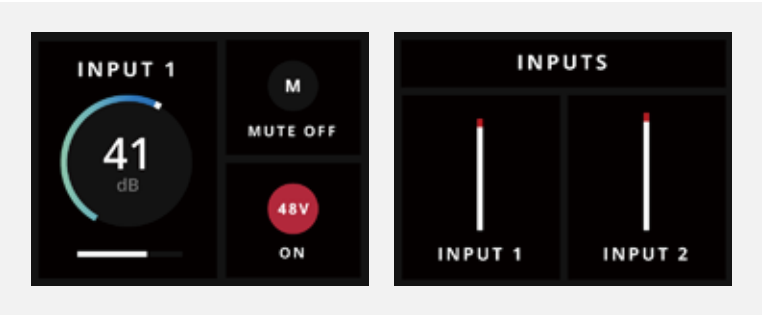 INPUT 1
41
dB
M
MUTE OFF
48V
ON
INPUTS
INPUT 1
INPUT 2